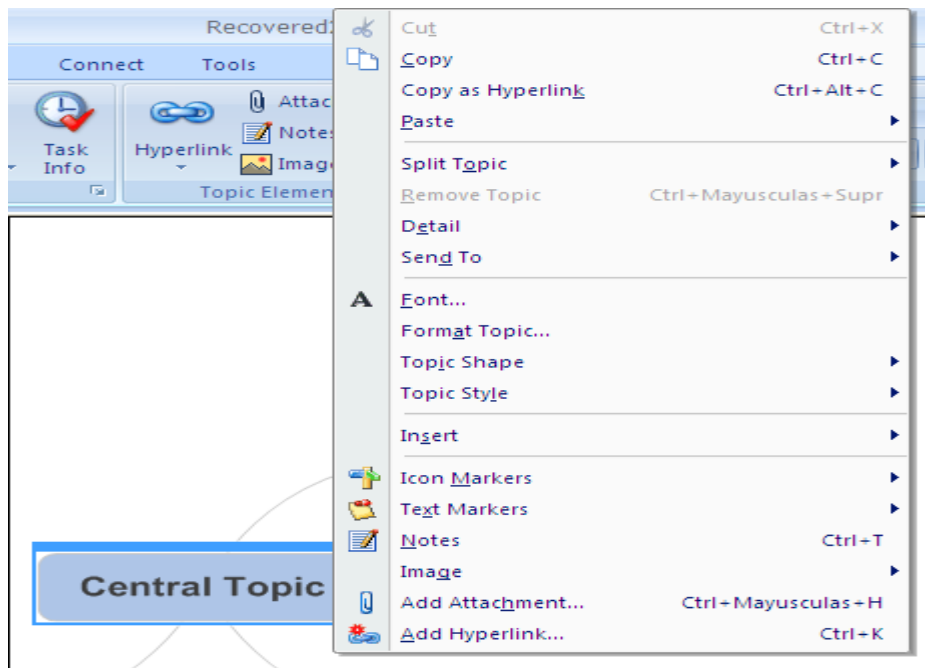 Recovered
Connect Tools
Task Info
Hyperlink
Attac
Notes
Imag
Topic Elemen
Cut Ctrl+X
Copy Ctrl+C
Copy as Hyperlink Ctrl+Alt+C
Paste
Split Topic
Remove Topic Ctrl+Mayusculas+Supr
Detail
Send To
A Font...
Format Topic...
Topic Shape
Topic Style
Insert
Icon Markers
Text Markers
Notes Ctrl+T
Image
Add Attachment... Ctrl+Mayusculas+H
Add Hyperlink... Ctrl+K
Central Topic